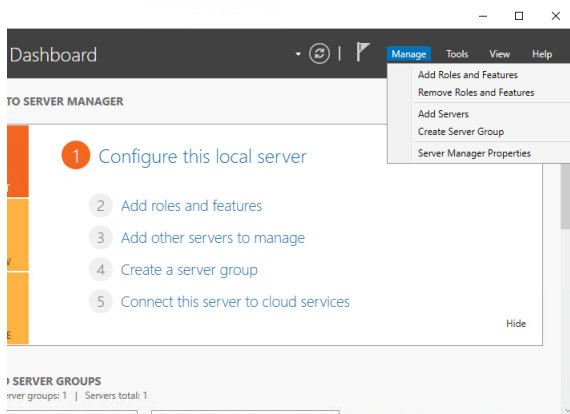 Dashboard
Manage Tools View Help
Add Roles and Features
Remove Roles and Features
Add Servers
Create Server Group
Server Manager Properties
TO SERVER MANAGER
1 Configure this local server
2 Add roles and features
3 Add other servers to manage
4 Create a server group
5 Connect this server to cloud services
Hide
SERVER GROUPS
erver groups: 1 | Servers total: 1